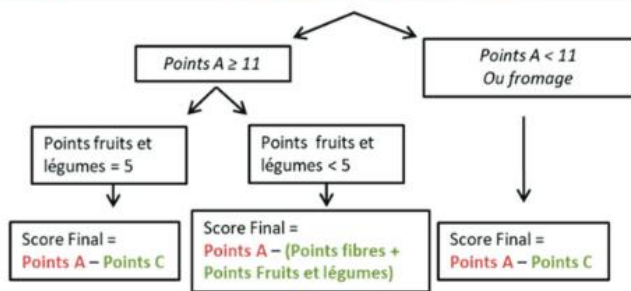 Points A ≥ 11
Points A < 11
Ou fromage
Points fruits et
légumes = 5
Points fruits et
légumes < 5
Score Final =
Points A – Points C
Score Final =
Points A – (Points fibres +
Points Fruits et légumes)
Score Final =
Points A – Points C